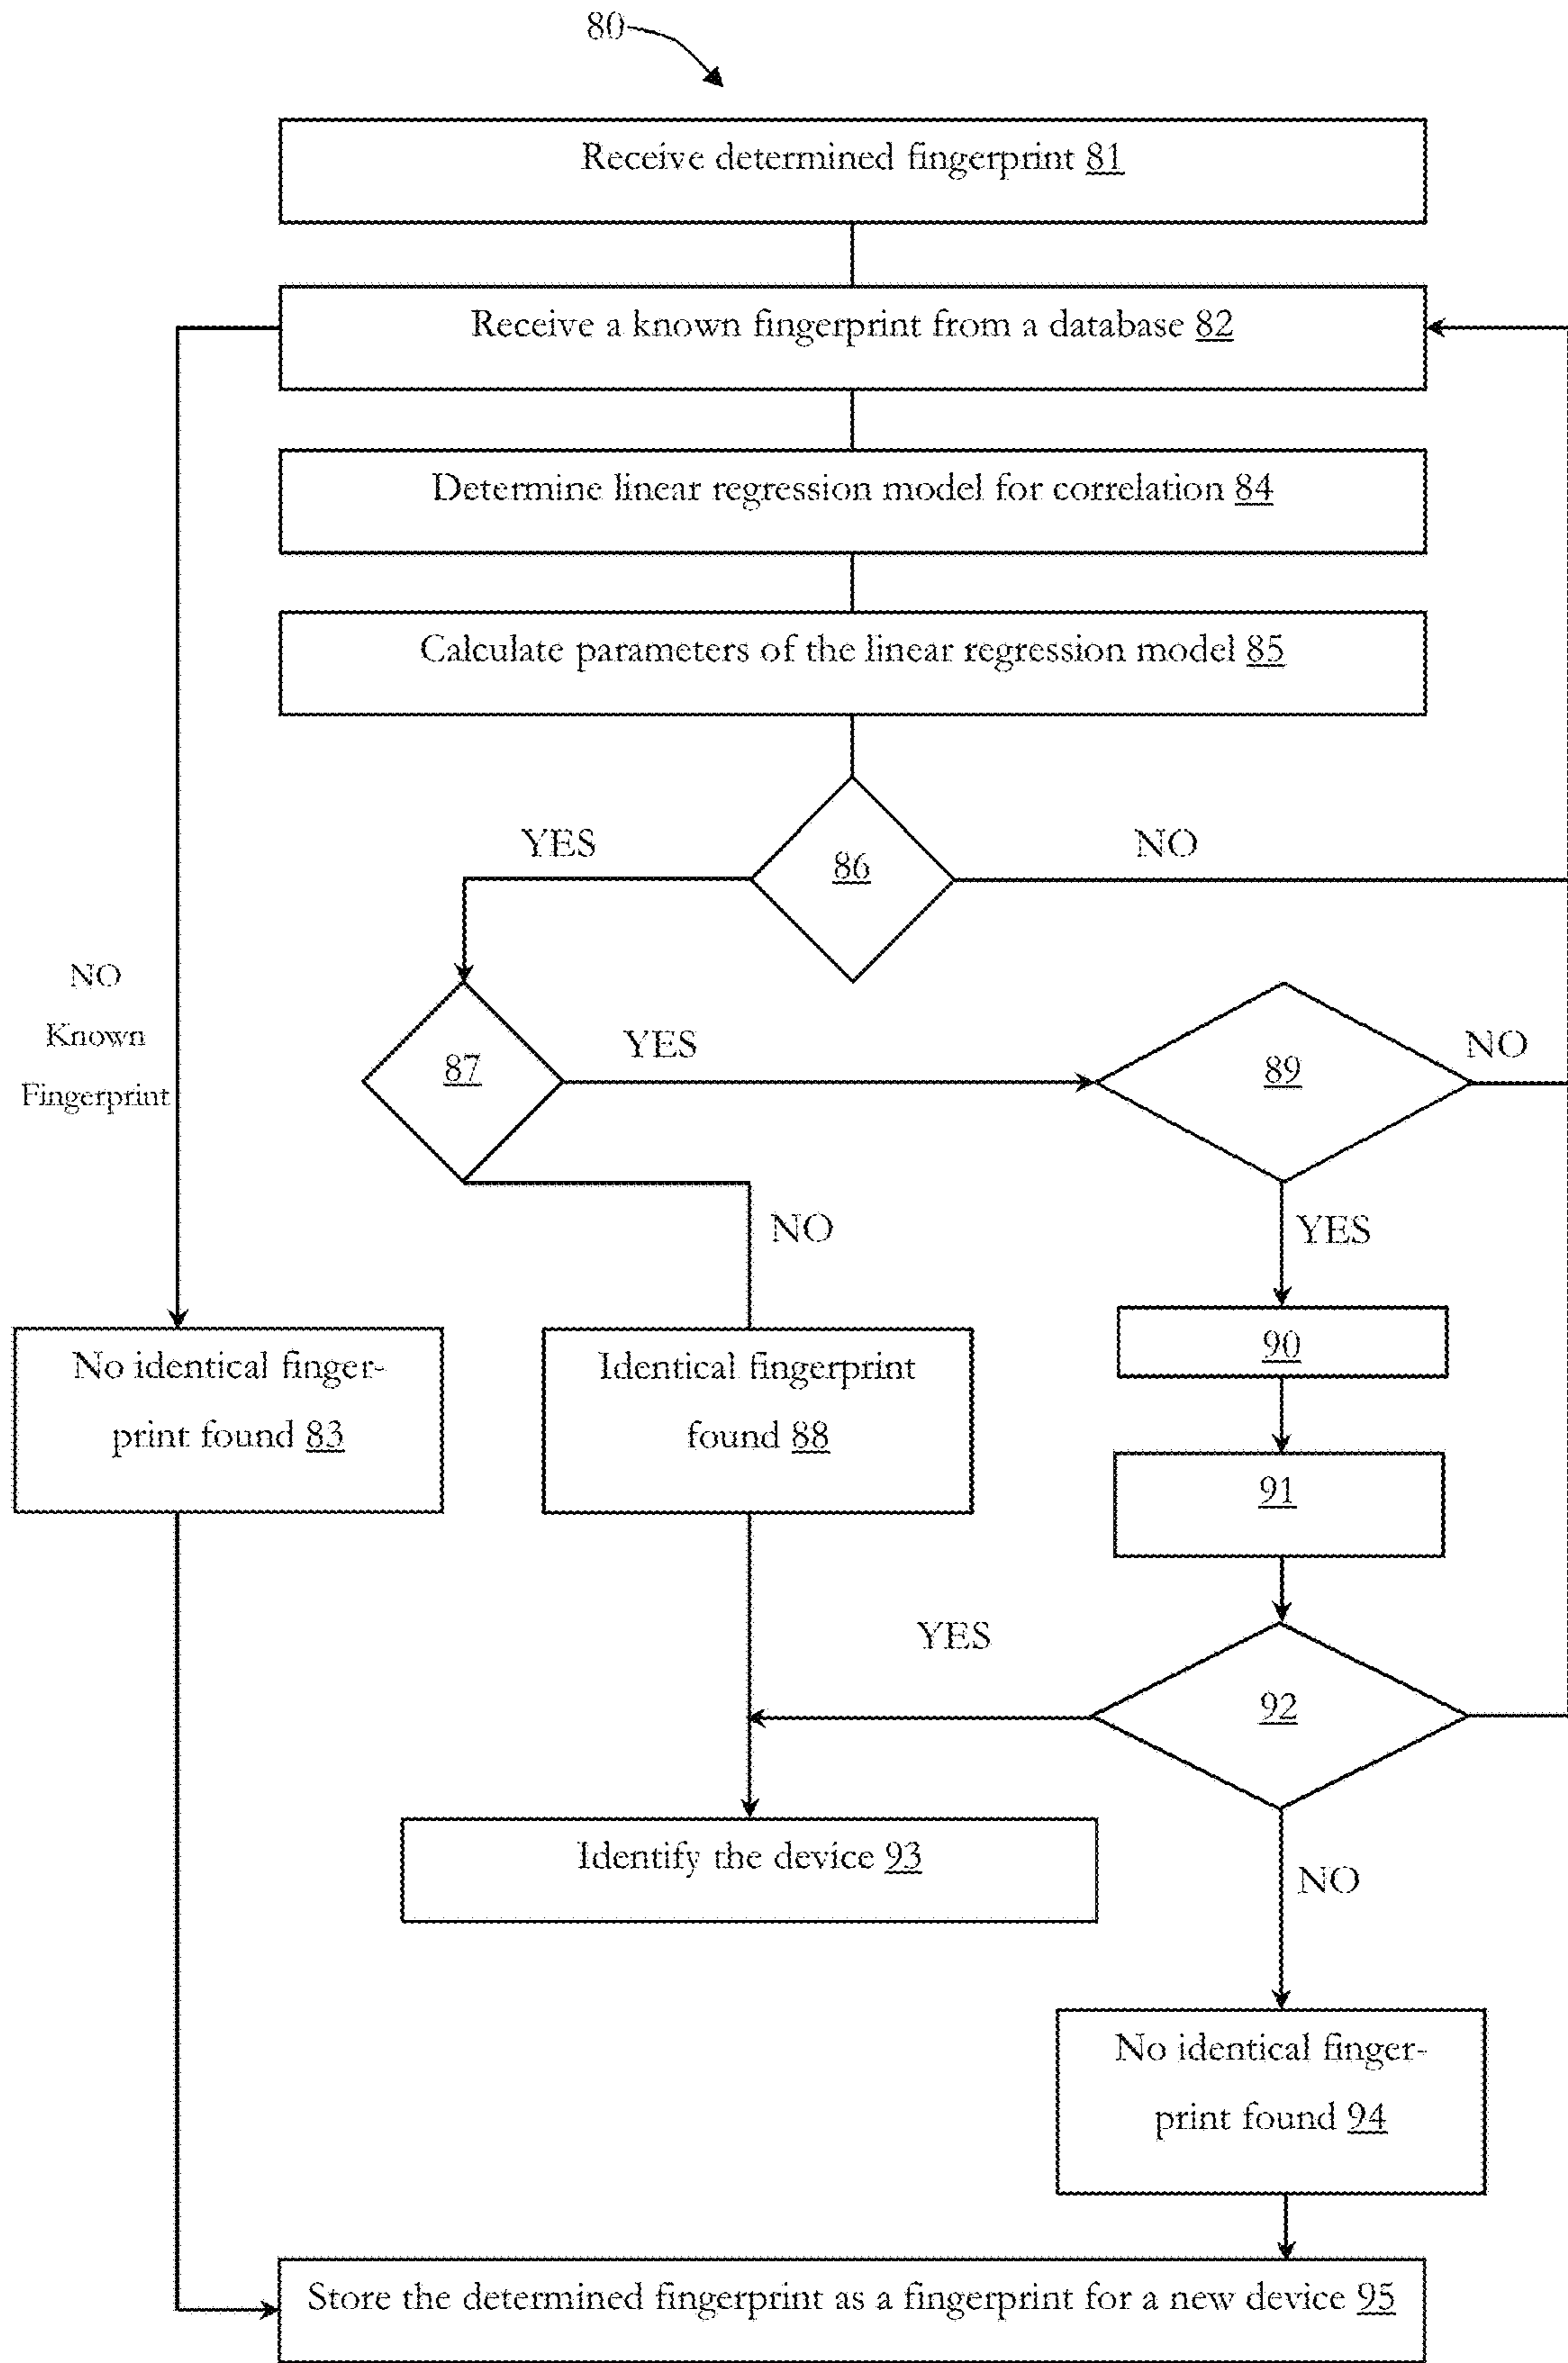 80
Receive determined fingerprint 81
Receive a known fingerprint from a database 82
Determine linear regression model for correlation 84
Calculate parameters of the linear regression model 85
YES
86
NO
NO
Known
Fingerprint
87
YES
89
NO
NO
YES
No identical finger-
print found 83
Identical fingerprint
found 88
90
91
YES
92
Identify the device 93
NO
No identical finger-
print found 94
Store the determined fingerprint as a fingerprint for a new device 95